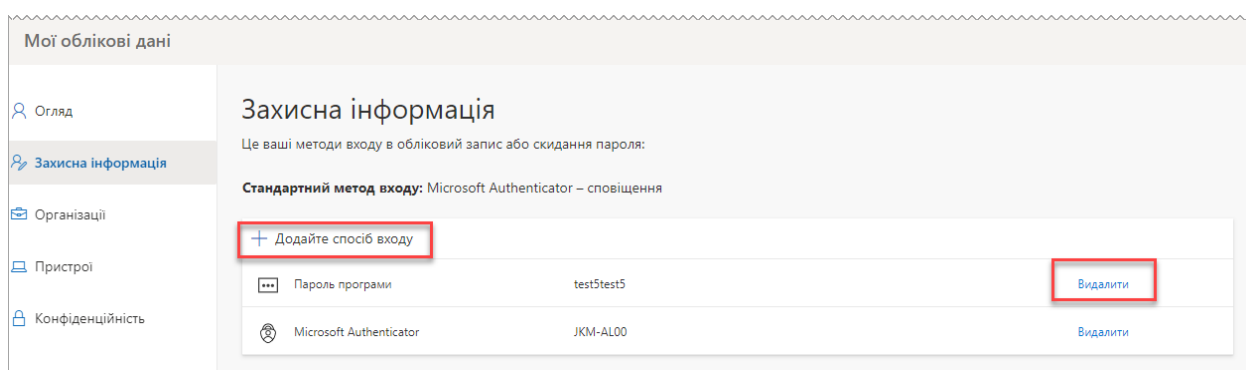 Мої облікові дані
Огляд
Захисна інформація
Організації
Пристрої
Конфіденційність
Захисна інформація
Це ваші методи входу в обліковий запис або скидання пароля:
Стандартний метод входу: Microsoft Authenticator – сповіщення
Додайте спосіб входу
Пароль програми test5test5 Видалити
Microsoft Authenticator JKM-AL00 Видалити